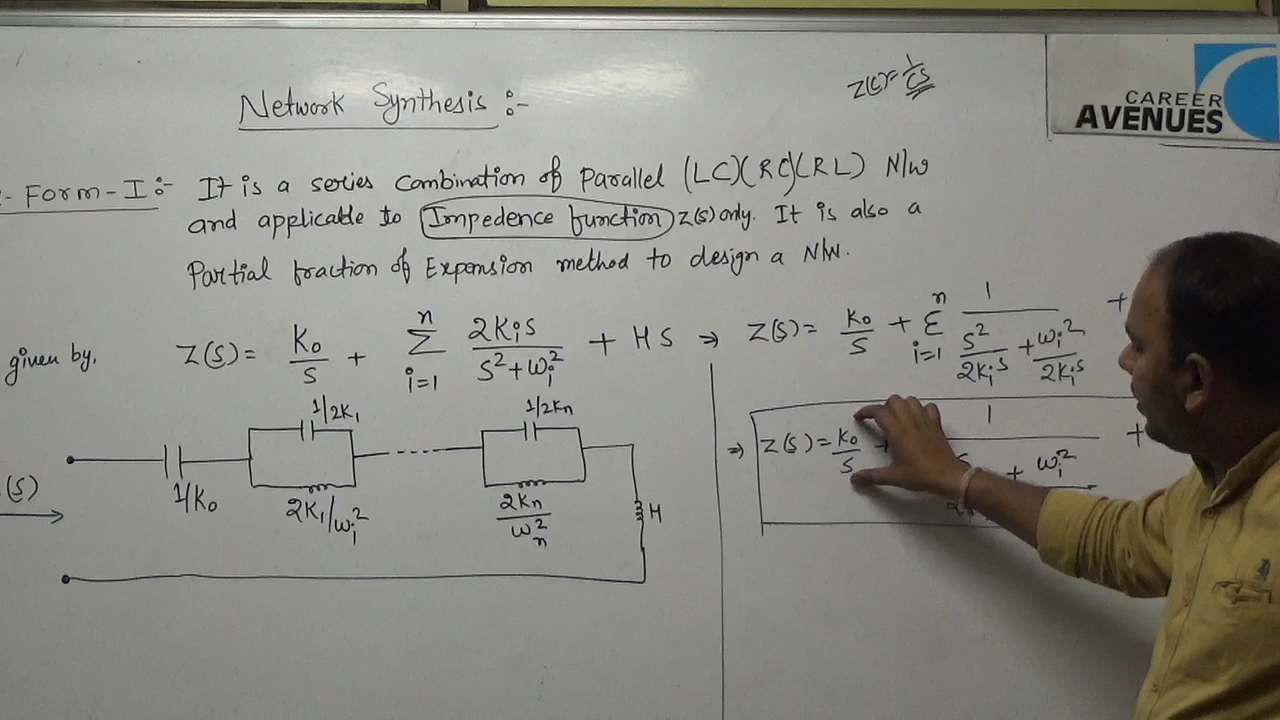 Network Synthesis :-
Z(C)= 1/CS
CAREER
AVENUES
- Form - I :- It is a series Combination of Parallel (LC)(RC)(RL) N/w
and applicable to Impedence function Z(s) only. It is also a
Partial fraction of Expansion method to design a N/W.
given by, Z(s) = K₀/s + Σ i=1 n 2Kᵢs/(s²+ωᵢ²) + HS ⇒ Z(s) = K₀/s + Σ i=1 n 1/(s²/2Kᵢs + ωᵢ²/2Kᵢs) +
⇒ Z(s) = K₀/s + 1 + ωᵢ² +
1/2K₁ 1/2Kn
(s) 1/K₀ 2K₁/ωᵢ² 2Kn/ωn² H